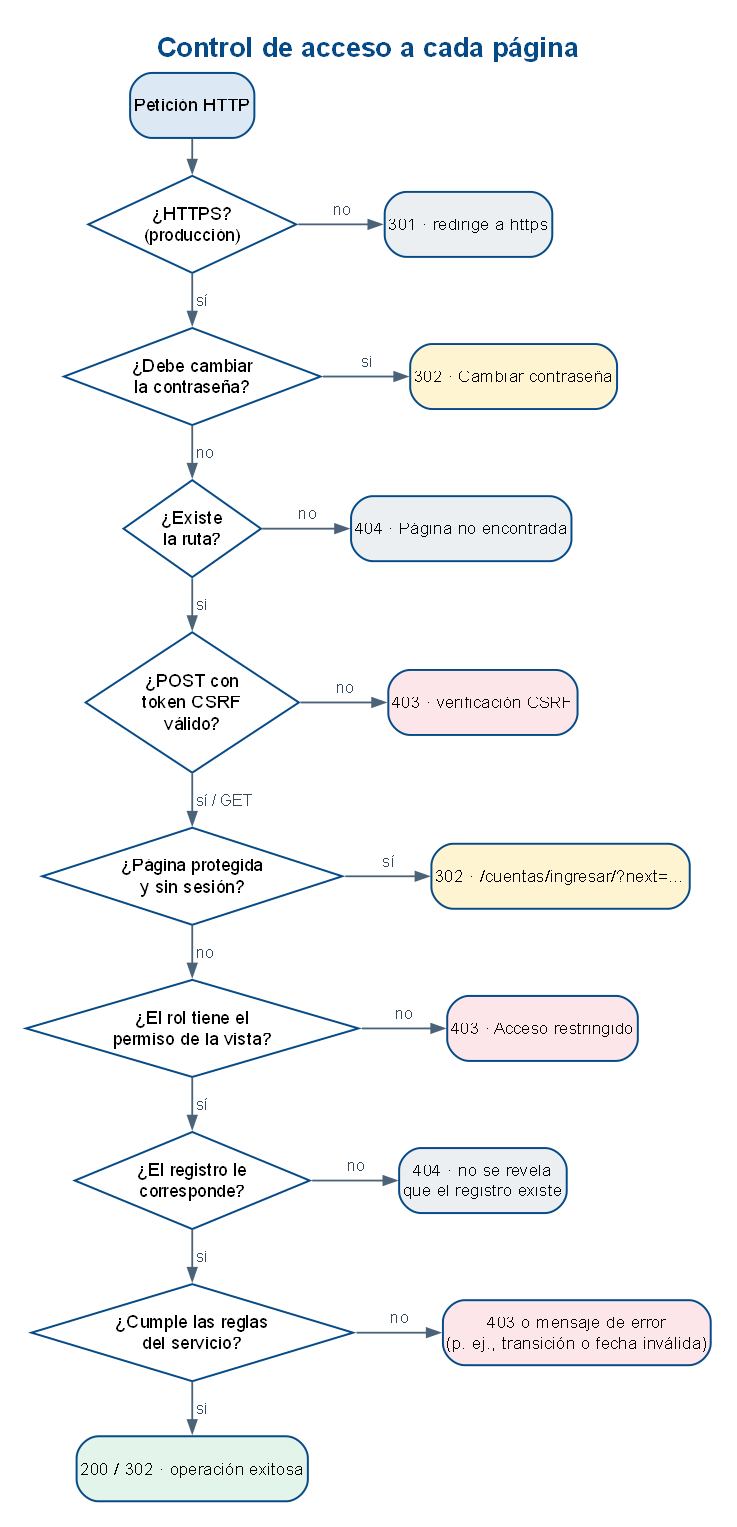 Control de acceso a cada página
Petición HTTP
¿HTTPS?
(producción)
no
301 · redirige a https
sí
¿Debe cambiar
la contraseña?
si
302 · Cambiar contraseña
no
¿Existe
la ruta?
no
404 · Página no encontrada
si
¿POST con
token CSRF
válido?
no
403 · verificación CSRF
sí / GET
¿Página protegida
y sin sesión?
sí
302 · /cuentas/ingresar/?next=...
no
¿El rol tiene el
permiso de la vista?
no
403 · Acceso restringido
sí
¿El registro le
corresponde?
no
404 · no se revela
que el registro existe
si
¿Cumple las reglas
del servicio?
no
403 o mensaje de error
(p. ej., transición o fecha inválida)
si
200 / 302 · operación exitosa